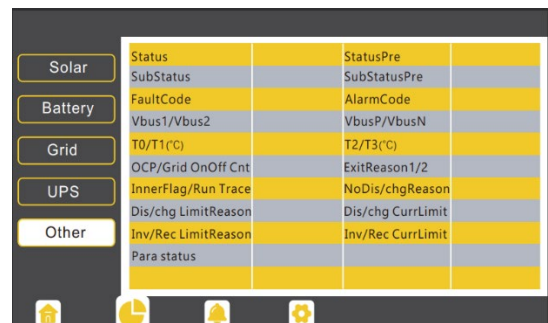 Solar
Battery
Grid
UPS
Other
Status StatusPre
SubStatus SubStatusPre
FaultCode AlarmCode
Vbus1/Vbus2 VbusP/VbusN
T0/T1(℃) T2/T3(℃)
OCP/Grid OnOff Cnt ExitReason1/2
InnerFlag/Run Trace NoDis/chgReason
Dis/chg LimitReason Dis/chg CurrLimit
Inv/Rec LimitReason Inv/Rec CurrLimit
Para status